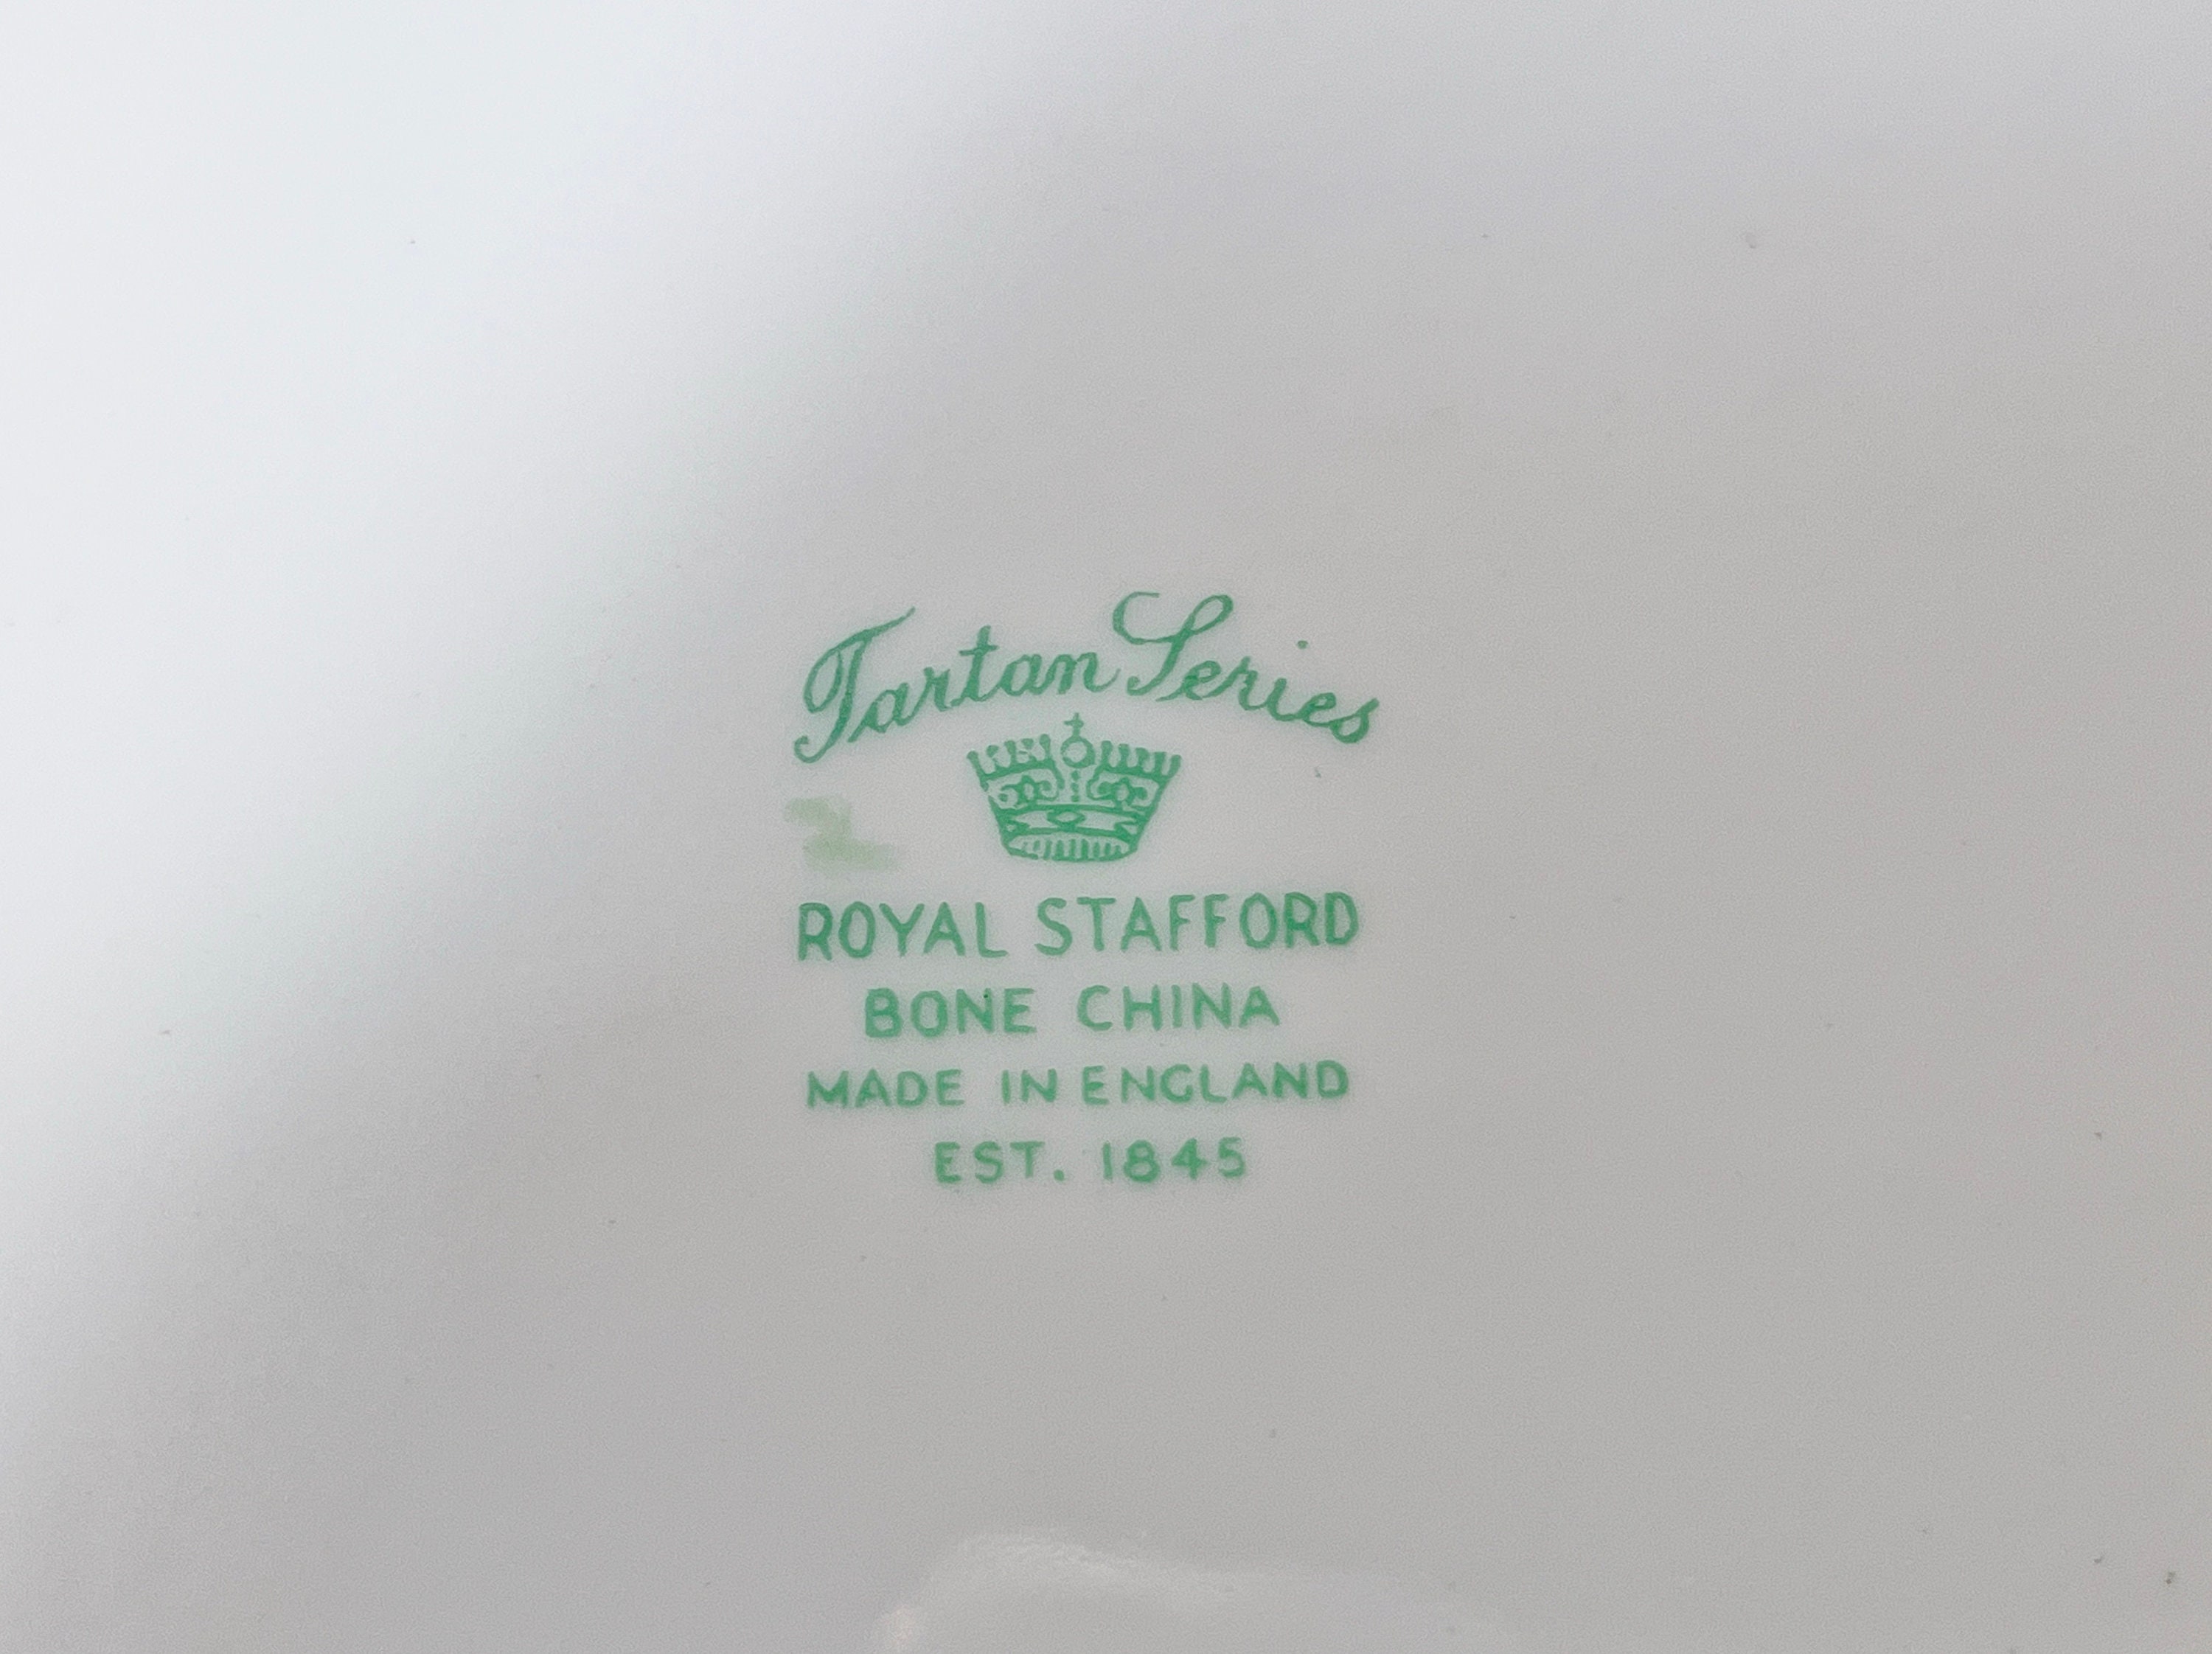 Tartan Series
ROYAL STAFFORD
BONE CHINA
MADE IN ENGLAND
EST. 1845